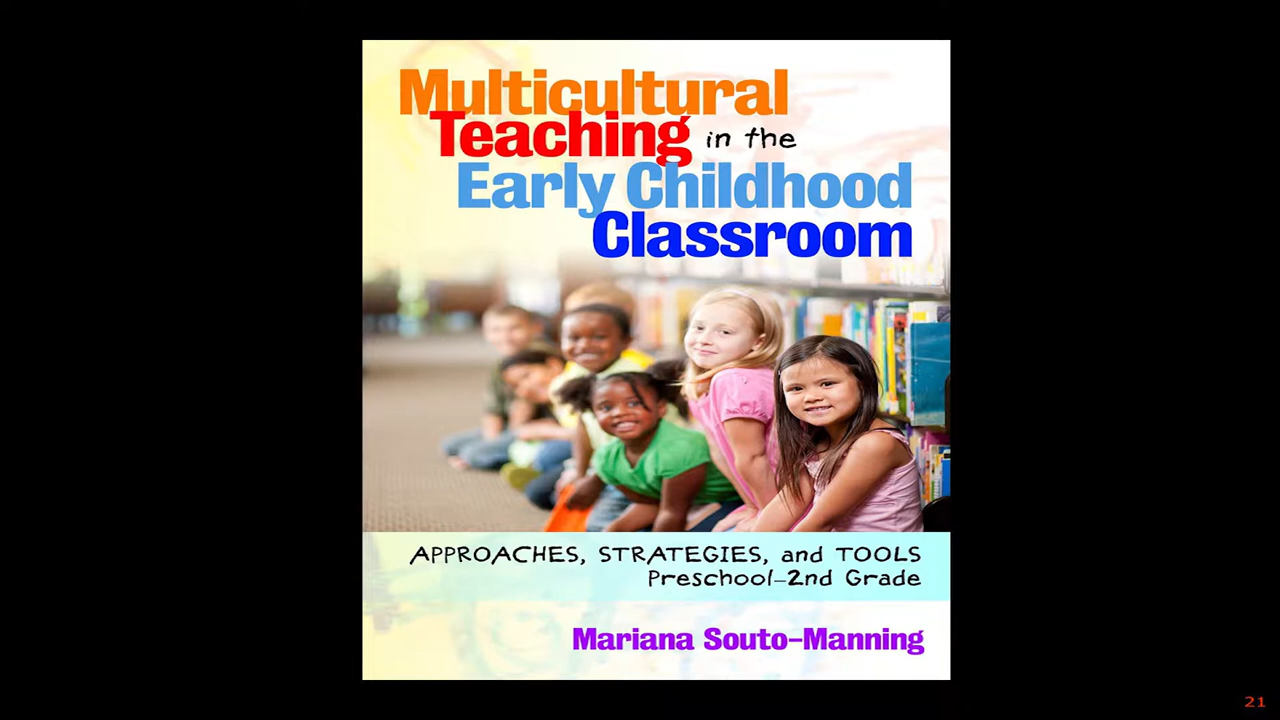 Multicultural
Teaching in the
Early Childhood
Classroom
APPROACHES, STRATEGIES, and TOOLS
Preschool–2nd Grade
Mariana Souto-Manning
21